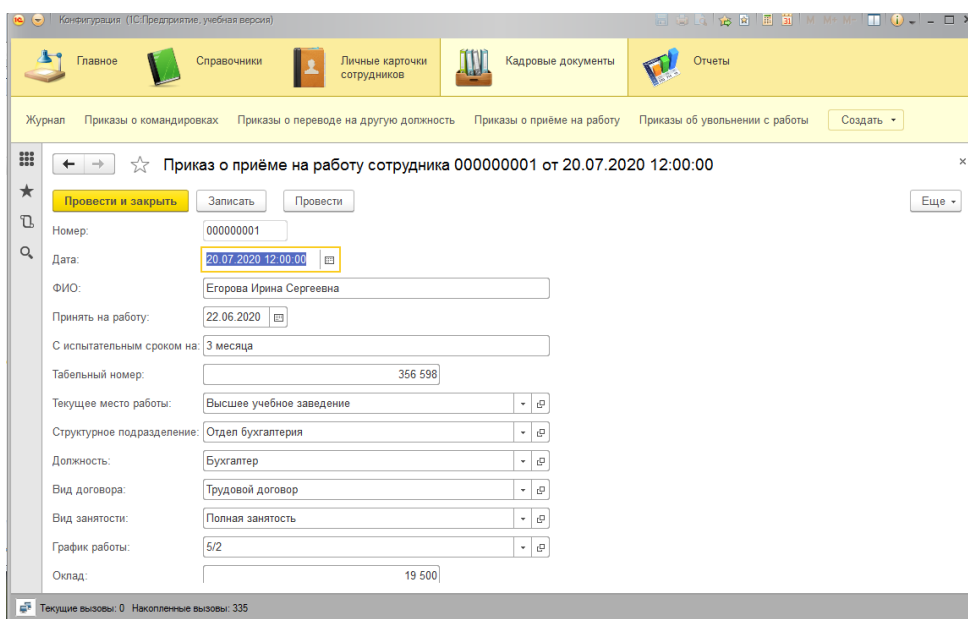 Конфигурация (1С:Предприятие, учебная версия)
M M+ M-
Главное Справочники Личные карточки сотрудников Кадровые документы Отчеты
Журнал Приказы о командировках Приказы о переводе на другую должность Приказы о приёме на работу Приказы об увольнении с работы Создать
Приказ о приёме на работу сотрудника 000000001 от 20.07.2020 12:00:00
Провести и закрыть Записать Провести Еще
Номер: 000000001
Дата: 20.07.2020 12:00:00
ФИО: Егорова Ирина Сергеевна
Принять на работу: 22.06.2020
С испытательным сроком на: 3 месяца
Табельный номер: 356 598
Текущее место работы: Высшее учебное заведение
Структурное подразделение: Отдел бухгалтерия
Должность: Бухгалтер
Вид договора: Трудовой договор
Вид занятости: Полная занятость
График работы: 5/2
Оклад: 19 500
Текущие вызовы: 0 Накопленные вызовы: 335